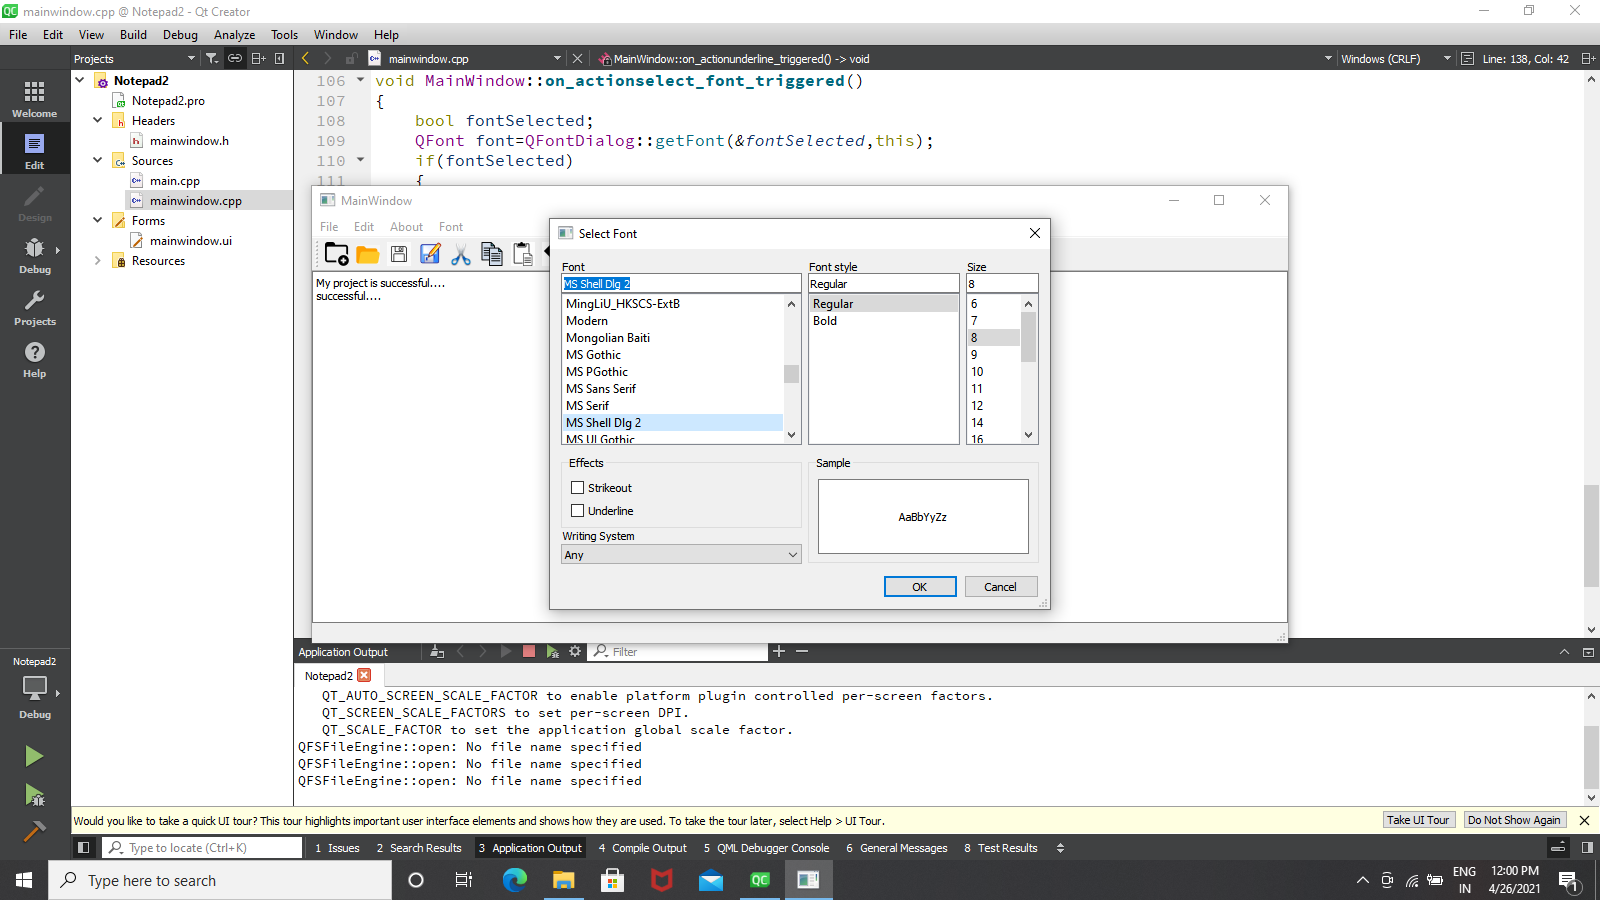 mainwindow.cpp @ Notepad2 - Qt Creator
File Edit View Build Debug Analyze Tools Window Help
Projects
mainwindow.cpp
MainWindow::on_actionunderline_triggered() -> void
Windows (CRLF)
Line: 138, Col: 42
Welcome
Edit
Design
Debug
Projects
Help
Notepad2
Debug
Notepad2
Notepad2.pro
Headers
mainwindow.h
Sources
main.cpp
mainwindow.cpp
Forms
mainwindow.ui
Resources
106 void MainWindow::on_actionselect_font_triggered()
107 {
108 bool fontSelected;
109 QFont font=QFontDialog::getFont(&fontSelected,this);
110 if(fontSelected)
111 {
MainWindow
File Edit About Font
My project is successful....
successful....
Select Font
Font
MS Shell Dlg 2
MingLiU_HKSCS-ExtB
Modern
Mongolian Baiti
MS Gothic
MS PGothic
MS Sans Serif
MS Serif
MS Shell Dlg 2
MS UI Gothic
Font style
Regular
Regular
Bold
Size
8
6
7
8
9
10
11
12
14
16
Effects
Strikeout
Underline
Writing System
Any
Sample
AaBbYyZz
OK
Cancel
Application Output
Filter
Notepad2
QT_AUTO_SCREEN_SCALE_FACTOR to enable platform plugin controlled per-screen factors.
QT_SCREEN_SCALE_FACTORS to set per-screen DPI.
QT_SCALE_FACTOR to set the application global scale factor.
QFSFileEngine::open: No file name specified
QFSFileEngine::open: No file name specified
QFSFileEngine::open: No file name specified
Would you like to take a quick UI tour? This tour highlights important user interface elements and shows how they are used. To take the tour later, select Help > UI Tour.
Take UI Tour
Do Not Show Again
Type to locate (Ctrl+K)
1 Issues
2 Search Results
3 Application Output
4 Compile Output
5 QML Debugger Console
6 General Messages
8 Test Results
Type here to search
QC
ENG
IN
12:00 PM
4/26/2021
1